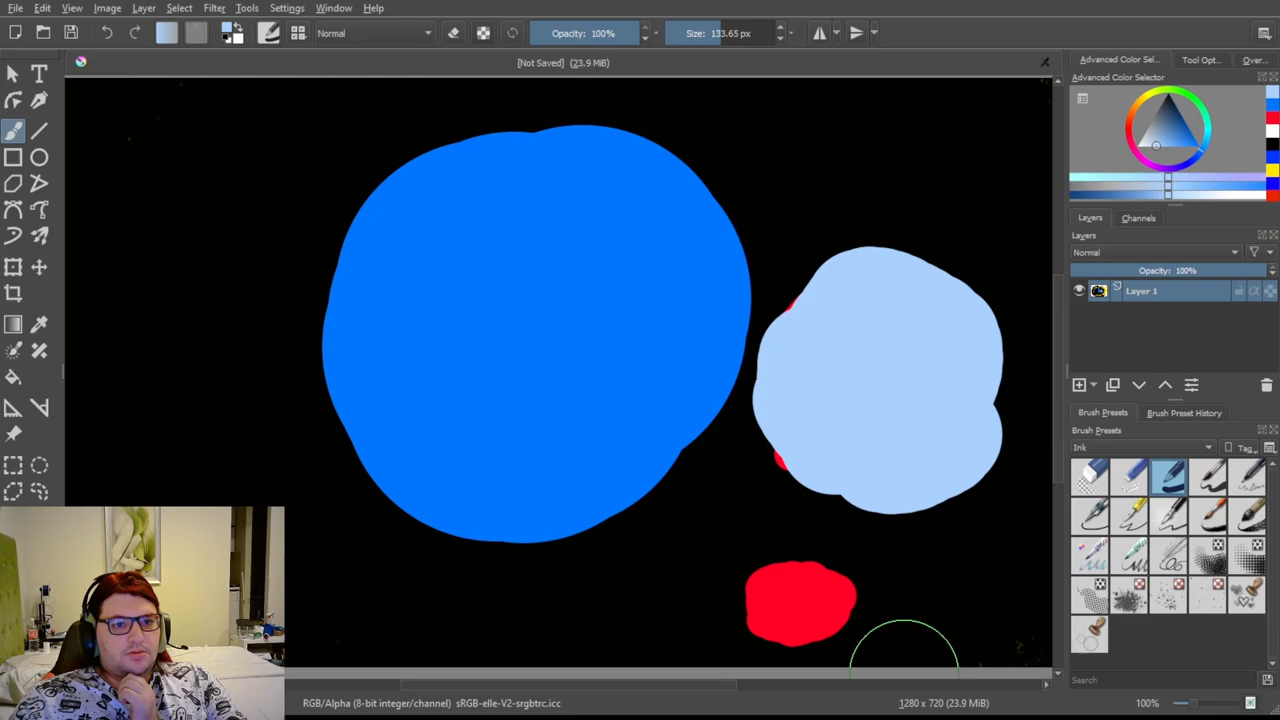 File Edit View Image Layer Select Filter Tools Settings Window Help
Normal Opacity: 100% Size: 133.65 px
[Not Saved] (23.9 MiB)
Advanced Color Sel... Tool Opt... Over...
Advanced Color Selector
Layers Channels
Layers
Normal
Opacity: 100%
Layer 1
Brush Presets Brush Preset History
Brush Presets
Ink Tag
Search
RGB/Alpha (8-bit integer/channel) sRGB-elle-V2-srgbtrc.icc 1280 x 720 (23.9 MiB) 100%